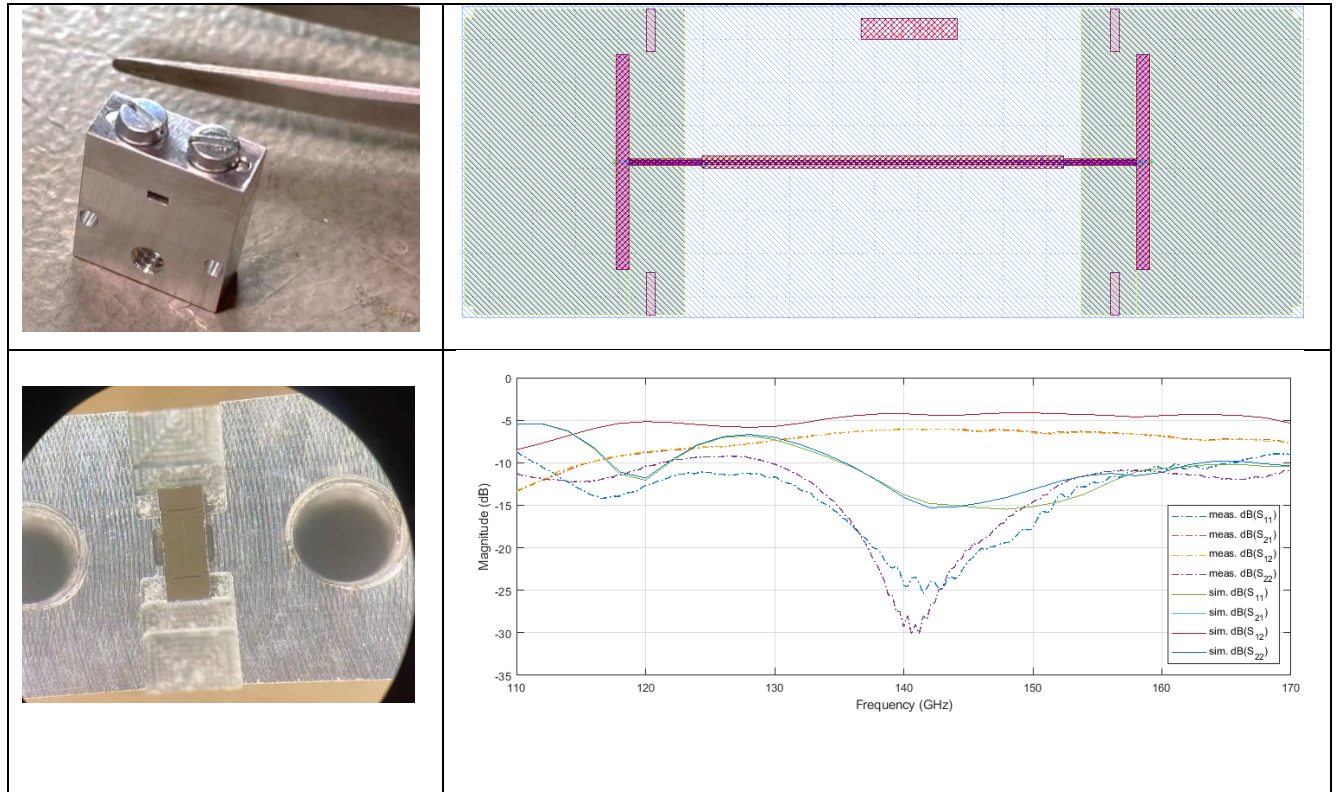 0
-5
-10
-15
-20
-25
-30
-35
Magnitude (dB)
110
120
130
140
150
160
170
Frequency (GHz)
meas. dB(S11)
meas. dB(S21)
meas. dB(S12)
meas. dB(S22)
sim. dB(S11)
sim. dB(S21)
sim. dB(S12)
sim. dB(S22)